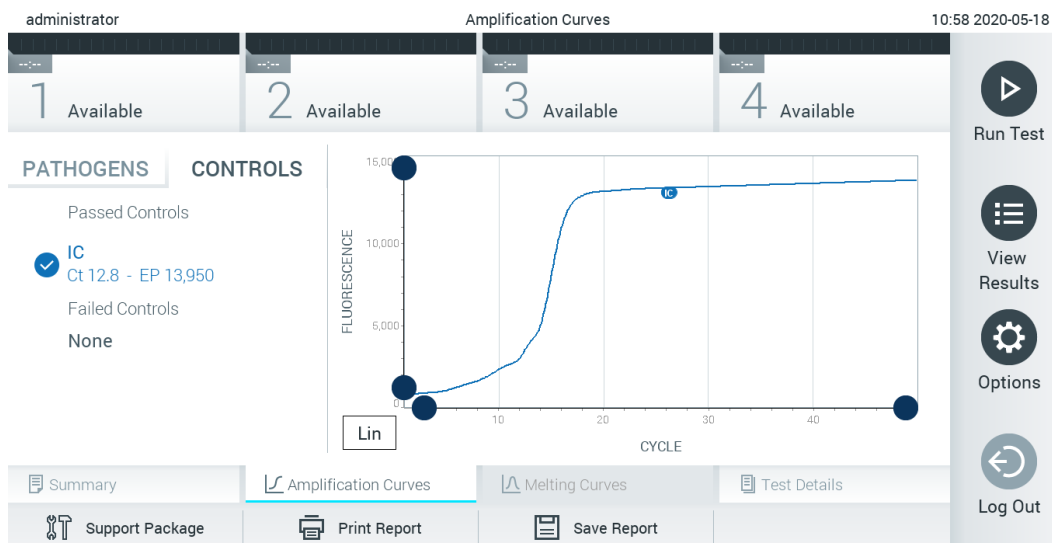 administrator
Amplification Curves
10:58 2020-05-18
--:--
--:--
--:--
--:--
1 Available
2 Available
3 Available
4 Available
Run Test
PATHOGENS
CONTROLS
Passed Controls
IC
Ct 12.8 - EP 13,950
Failed Controls
None
FLUORESCENCE
10,000
5,000
0
IC
10
20
30
40
CYCLE
Lin
View
Results
Options
Log Out
Summary
Amplification Curves
Melting Curves
Test Details
Support Package
Print Report
Save Report